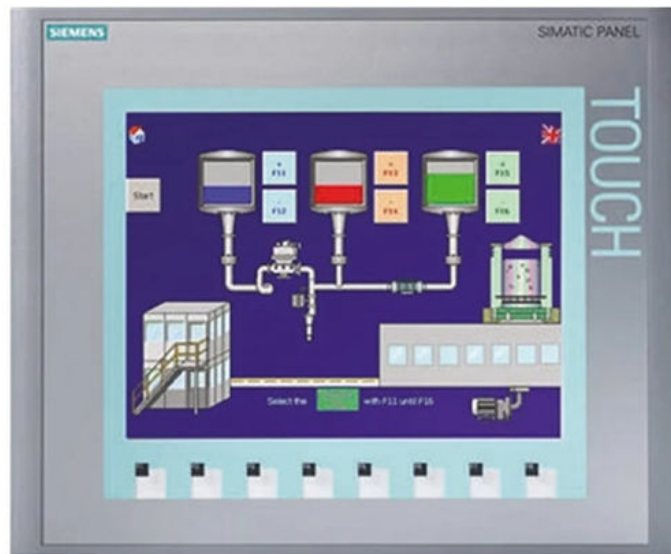 SIEMENS
SIMATIC PANEL
TOUCH
Start
+
F11
-
F12
+
F13
-
F14
+
F15
-
F16
Select the
with F11 until F16